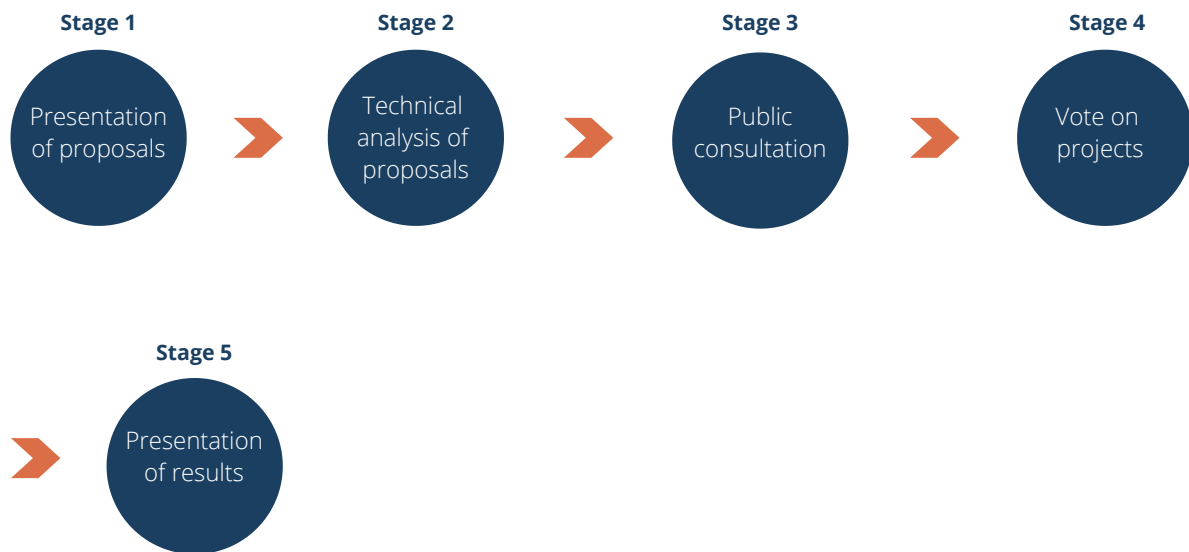 Stage 1
Presentation
of proposals
Stage 2
Technical
analysis of
proposals
Stage 3
Public
consultation
Stage 4
Vote on
projects
Stage 5
Presentation
of results